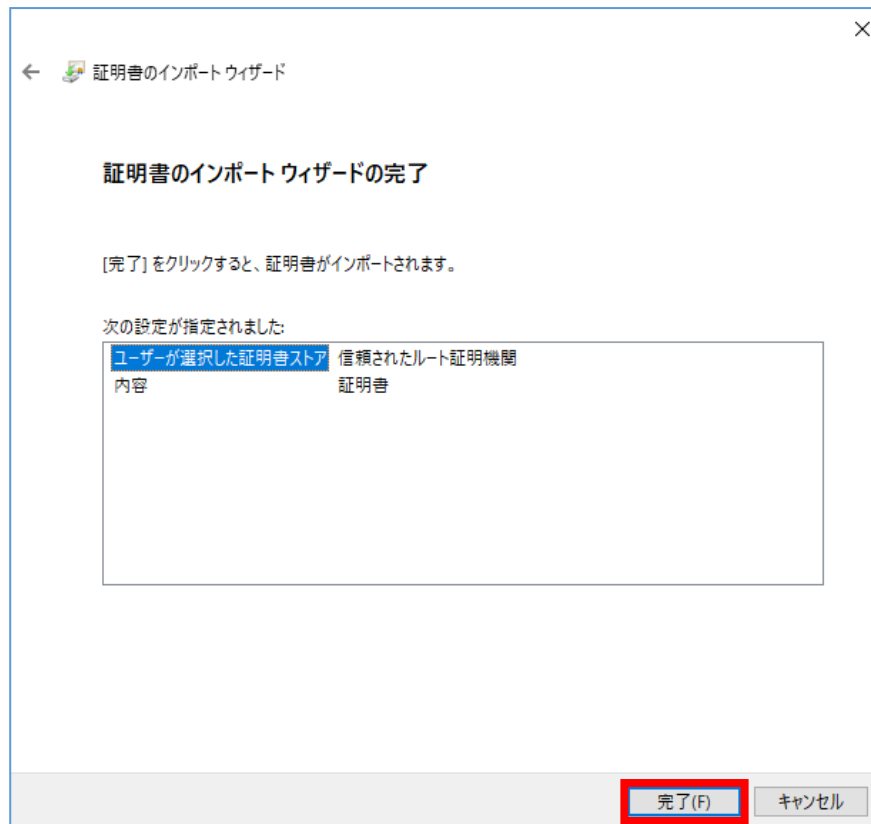 証明書のインポート ウィザード
証明書のインポート ウィザードの完了
[完了] をクリックすると、証明書がインポートされます。
次の設定が指定されました:
ユーザーが選択した証明書ストア 信頼されたルート証明機関
内容 証明書
完了(F) キャンセル